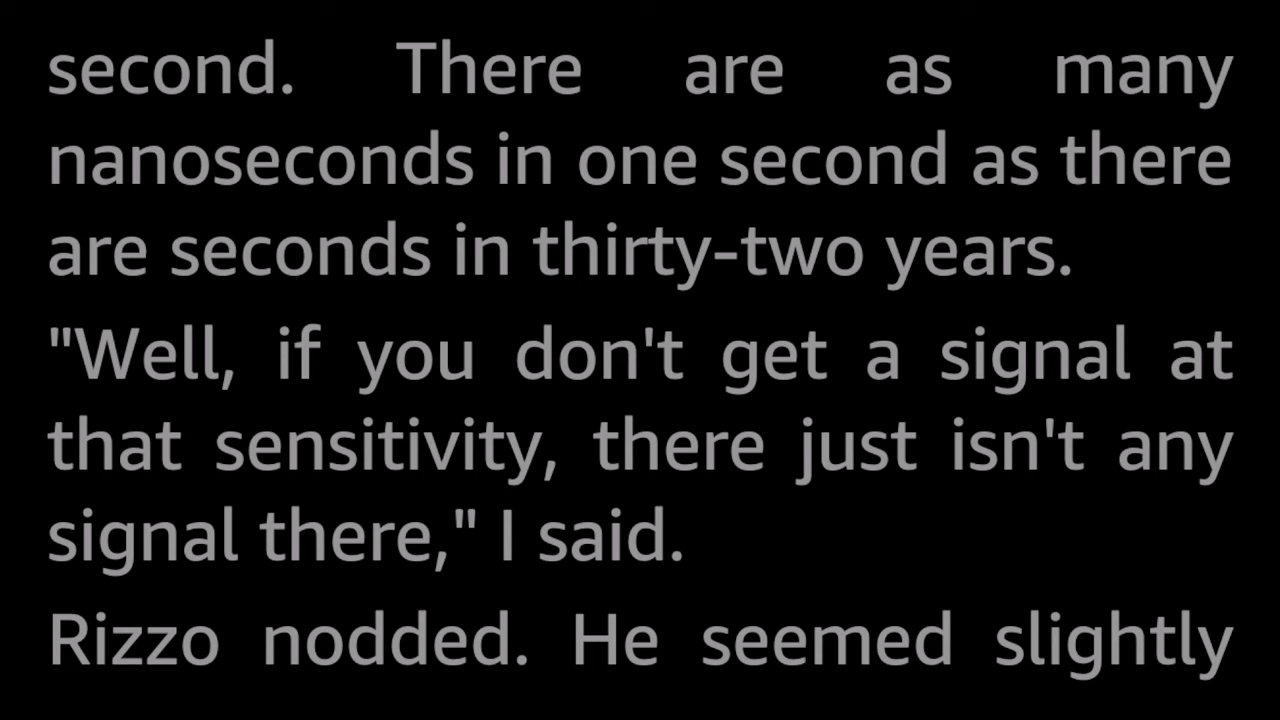 second. There are as many
nanoseconds in one second as there
are seconds in thirty-two years.
"Well, if you don't get a signal at
that sensitivity, there just isn't any
signal there," I said.
Rizzo nodded. He seemed slightly